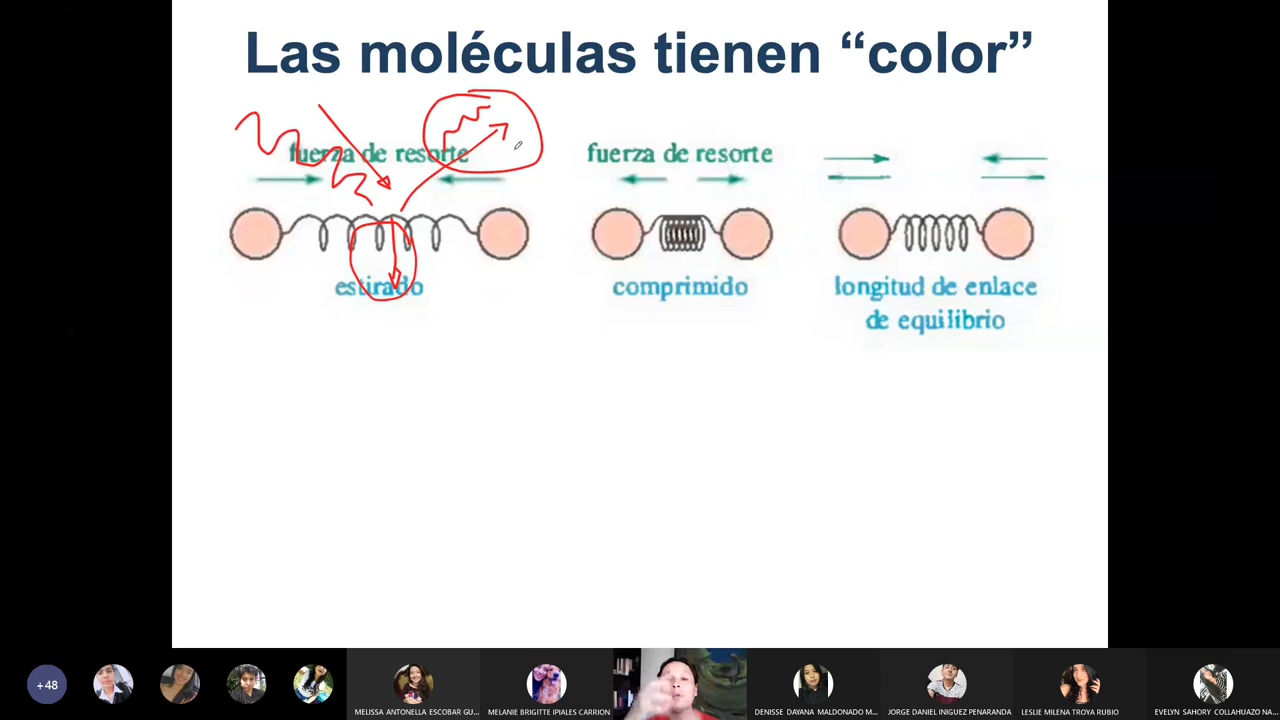 Las moléculas tienen “color”
fuerza de resorte
fuerza de resorte
estirado
comprimido
longitud de enlace
de equilibrio
+48
MELISSA ANTONELLA ESCOBAR GU...
MELANIE BRIGITTE IPIALES CARRION
DENISSE DAYANA MALDONADO M...
JORGE DANIEL INIGUEZ PENARANDA
LESLIE MILENA TROYA RUBIO
EVELYN SAHORY COLLAHUAZO NA...